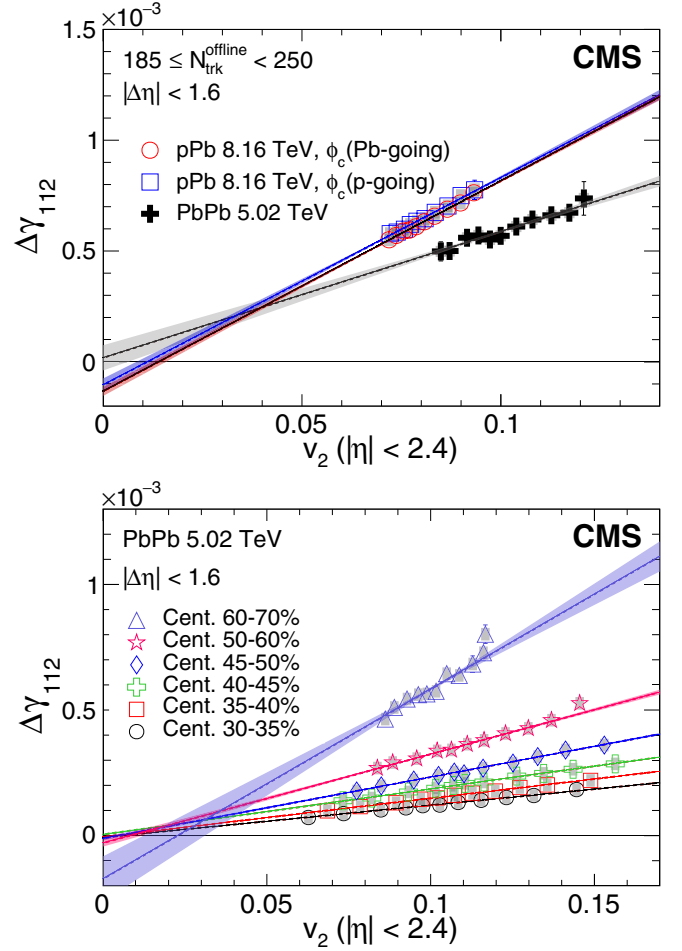 ×10⁻³
1.5
185 ≤ N_trk^offline < 250
CMS
|Δη| < 1.6
1
pPb 8.16 TeV, ϕ_c(Pb-going)
pPb 8.16 TeV, ϕ_c(p-going)
PbPb 5.02 TeV
0.5
0
Δγ₁₁₂
0 0.05 0.1
v₂ (|η| < 2.4)
×10⁻³
PbPb 5.02 TeV
CMS
|Δη| < 1.6
1
Cent. 60-70%
Cent. 50-60%
Cent. 45-50%
Cent. 40-45%
Cent. 35-40%
Cent. 30-35%
0.5
0
Δγ₁₁₂
0 0.05 0.1 0.15
v₂ (|η| < 2.4)